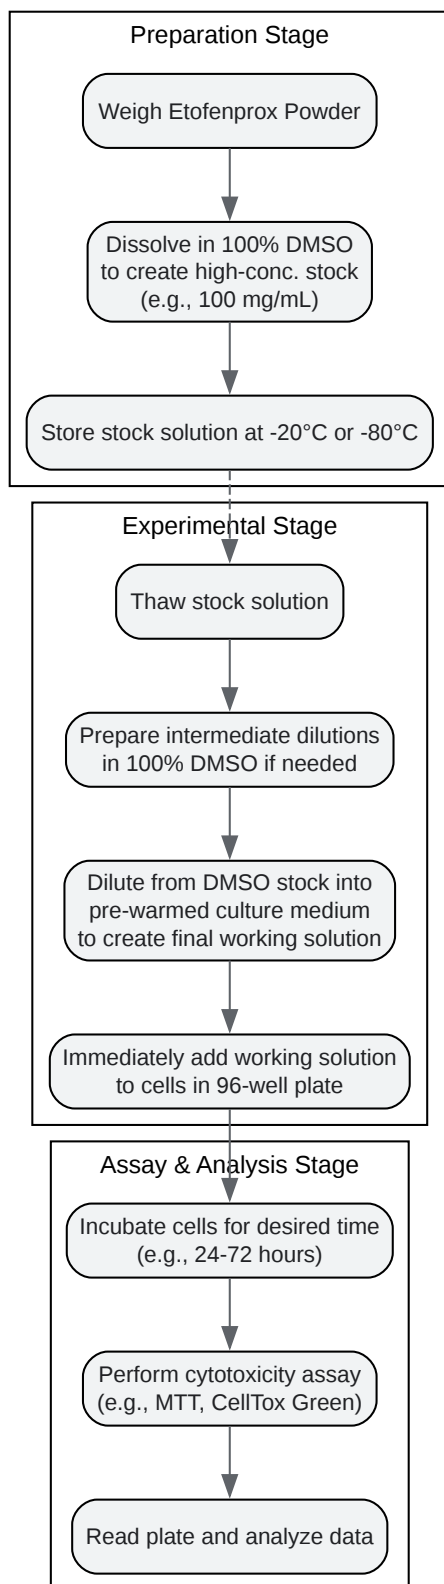 Preparation Stage
Weigh Etofenprox Powder
Dissolve in 100% DMSO
to create high-conc. stock
(e.g., 100 mg/mL)
Store stock solution at -20°C or -80°C
Experimental Stage
Thaw stock solution
Prepare intermediate dilutions
in 100% DMSO if needed
Dilute from DMSO stock into
pre-warmed culture medium
to create final working solution
Immediately add working solution
to cells in 96-well plate
Assay & Analysis Stage
Incubate cells for desired time
(e.g., 24-72 hours)
Perform cytotoxicity assay
(e.g., MTT, CellTox Green)
Read plate and analyze data